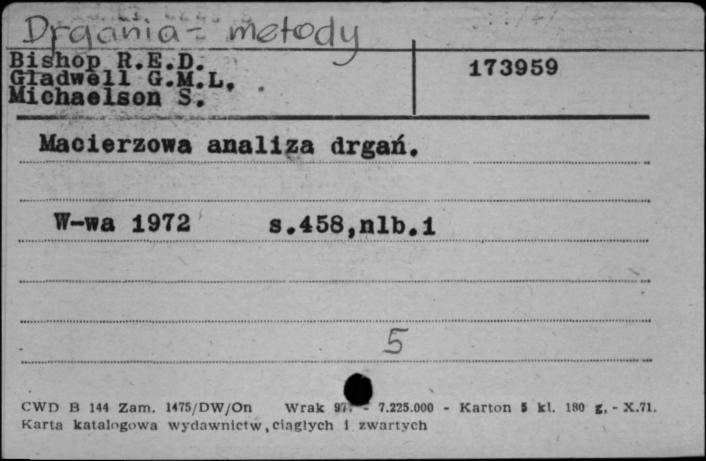 Drgania - metody
Bishop R.E.D.
Gladwell G.M.L.
Michaelson S.
173959
Macierzowa analiza drgań.
W-wa 1972 s.458,nlb.1
5
CWD B 144 Zam. 1475/DW/On Wrak - 7.225.000 - Karton 5 kl. 180 g. - X.71.
Karta katalogowa wydawnictw, ciągłych i zwartych